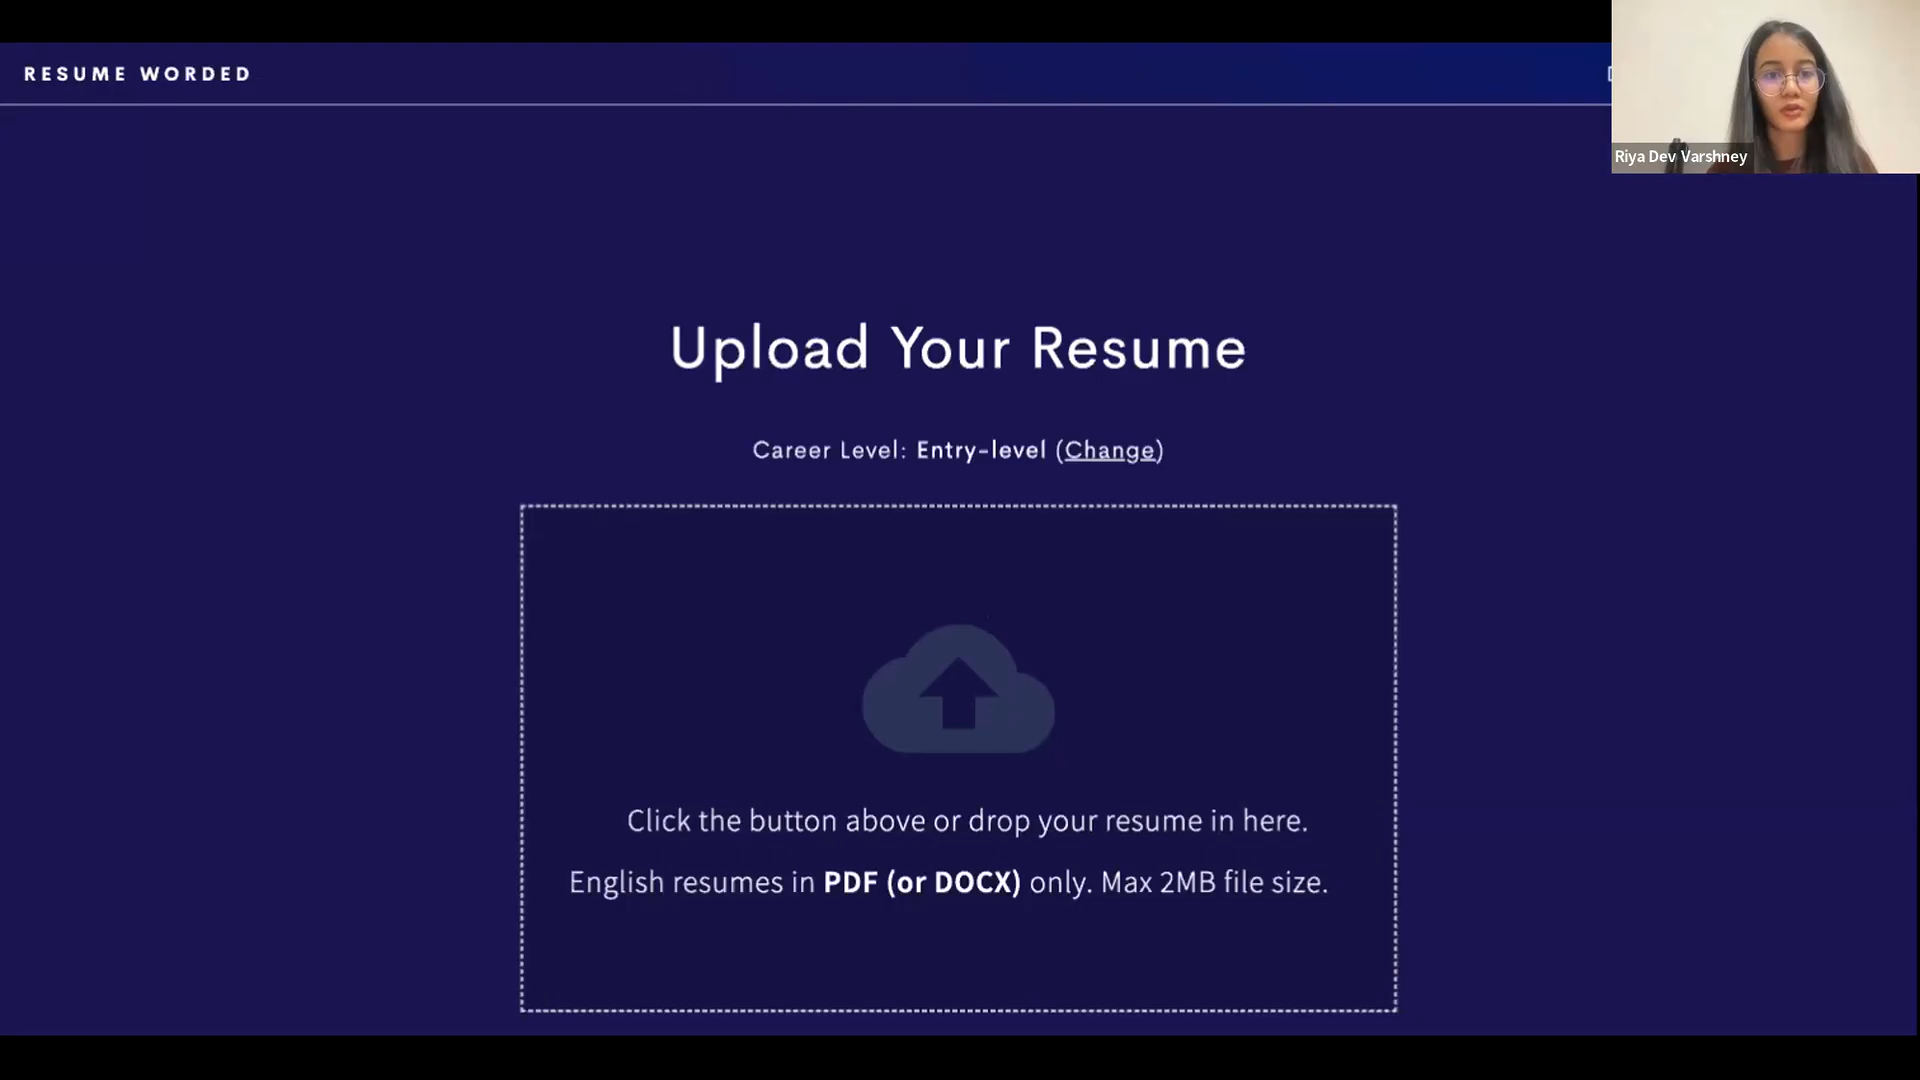 RESUME WORDED
Riya Dev Varshney
Upload Your Resume
Career Level: Entry-level (Change)
Click the button above or drop your resume in here.
English resumes in PDF (or DOCX) only. Max 2MB file size.